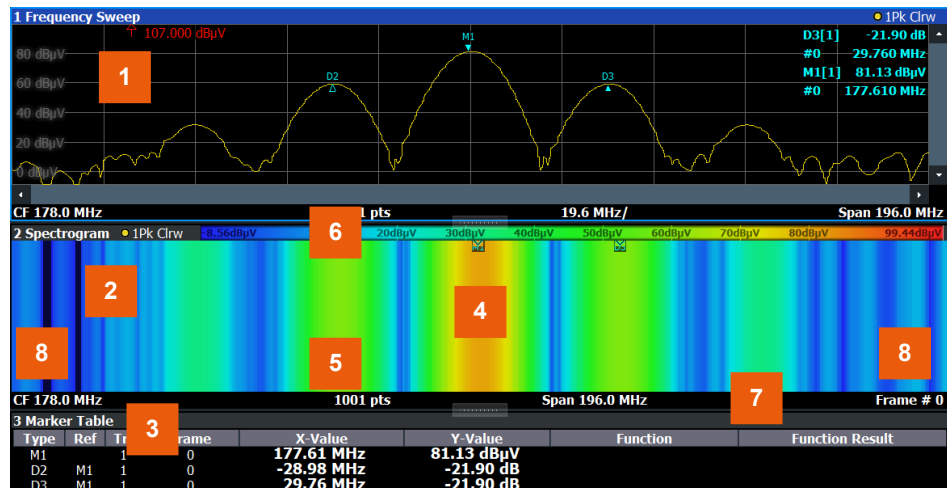 1 Frequency Sweep
1Pk Clrw
107.000 dBµV
M1
D2
D3
80 dBµV
60 dBµV
40 dBµV
20 dBµV
0 dBµV
D3[1] -21.90 dB
#0 29.760 MHz
M1[1] 81.13 dBµV
#0 177.610 MHz
1
CF 178.0 MHz pts 19.6 MHz/ Span 196.0 MHz
2 Spectrogram 1Pk Clrw -8.56dBµV 6 20dBµV 30dBµV 40dBµV 50dBµV 60dBµV 70dBµV 80dBµV 99.44dBµV
M1
2
4
8
5
8
CF 178.0 MHz 1001 pts Span 196.0 MHz Frame # 0
7
3 Marker Table
3
Type Ref X-Value Y-Value Function Function Result
M1 1 0 177.61 MHz 81.13 dBµV
D2 M1 1 0 -28.98 MHz -21.90 dB
D3 M1 1 0 29.76 MHz -21.90 dB